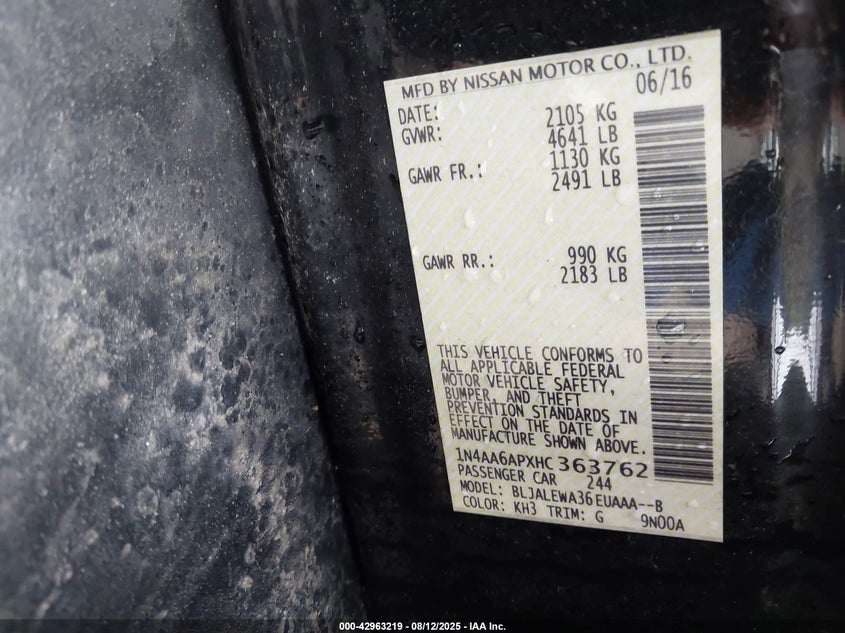 MFD BY NISSAN MOTOR CO., LTD.
DATE: 06/16
GVWR: 2105 KG
4641 LB
GAWR FR.: 1130 KG
2491 LB
GAWR RR.: 990 KG
2183 LB
THIS VEHICLE CONFORMS TO
ALL APPLICABLE FEDERAL
MOTOR VEHICLE SAFETY,
BUMPER, AND THEFT
PREVENTION STANDARDS IN
EFFECT ON THE DATE OF
MANUFACTURE SHOWN ABOVE.
1N4AA6APXHC363762
PASSENGER CAR 244
MODEL: BLJALEWA36EUAAA--B
COLOR: KH3 TRIM: G 9N00A
000-42963219 - 08/12/2025 - IAA Inc.